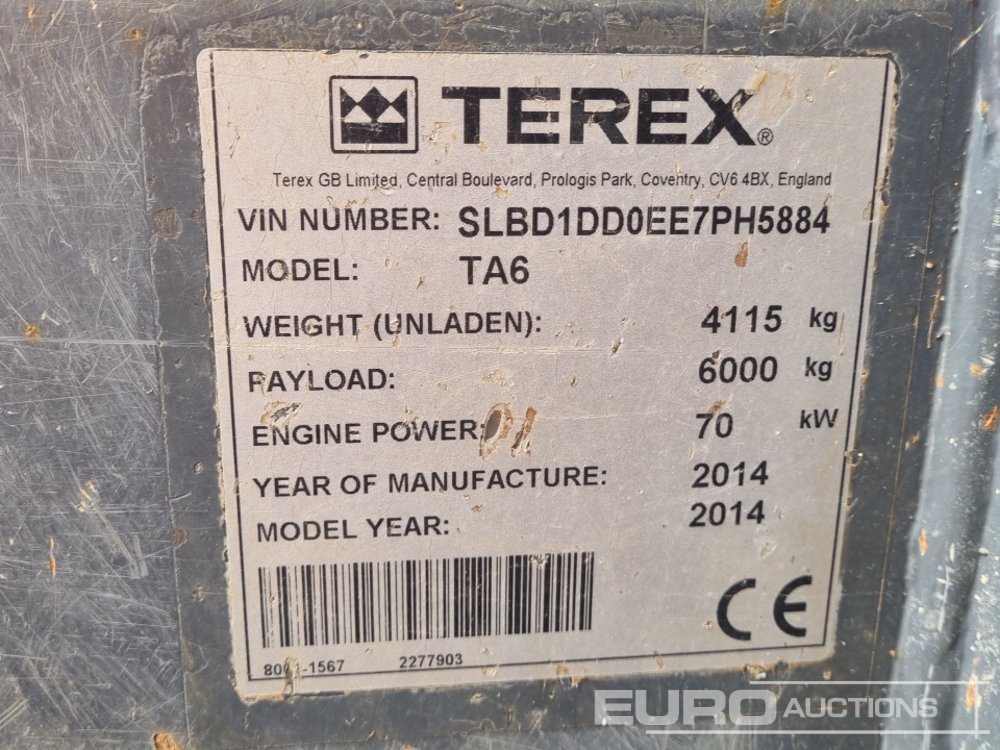 TEREX®
Terex GB Limited, Central Boulevard, Prologis Park, Coventry, CV6 4BX, England
VIN NUMBER: SLBD1DD0EE7PH5884
MODEL: TA6
WEIGHT (UNLADEN): 4115 kg
PAYLOAD: 6000 kg
ENGINE POWER: 70 kW
YEAR OF MANUFACTURE: 2014
MODEL YEAR: 2014
CE
2277903
EURO AUCTIONS